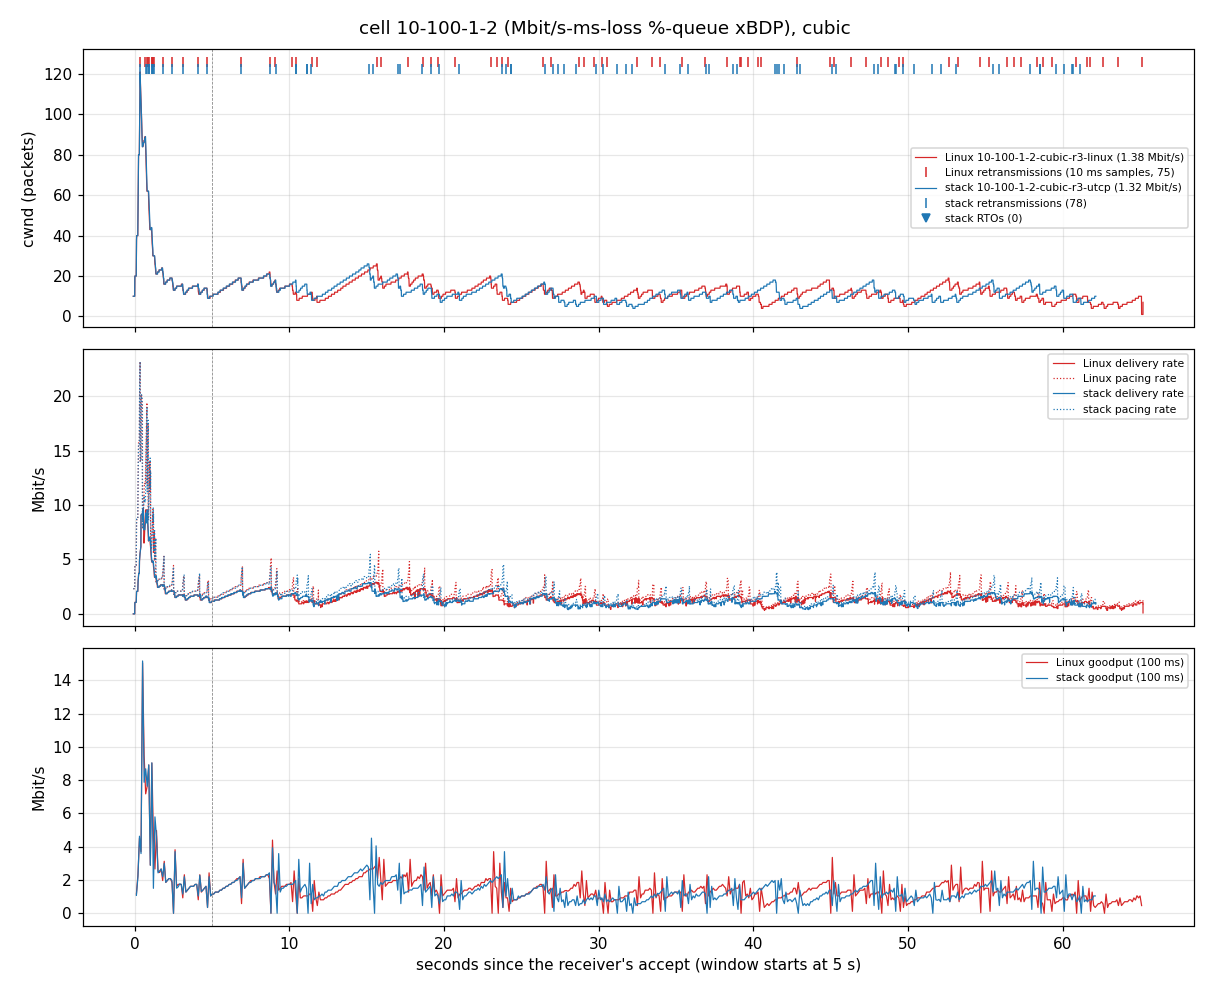 cell 10-100-1-2 (Mbit/s-ms-loss %-queue xBDP), cubic
120
100
80
60
40
20
0
cwnd (packets)
Linux 10-100-1-2-cubic-r3-linux (1.38 Mbit/s)
Linux retransmissions (10 ms samples, 75)
stack 10-100-1-2-cubic-r3-utcp (1.32 Mbit/s)
stack retransmissions (78)
stack RTOs (0)
20
15
10
5
0
Mbit/s
Linux delivery rate
Linux pacing rate
stack delivery rate
stack pacing rate
14
12
10
8
6
4
2
0
Mbit/s
Linux goodput (100 ms)
stack goodput (100 ms)
0 10 20 30 40 50 60
seconds since the receiver's accept (window starts at 5 s)